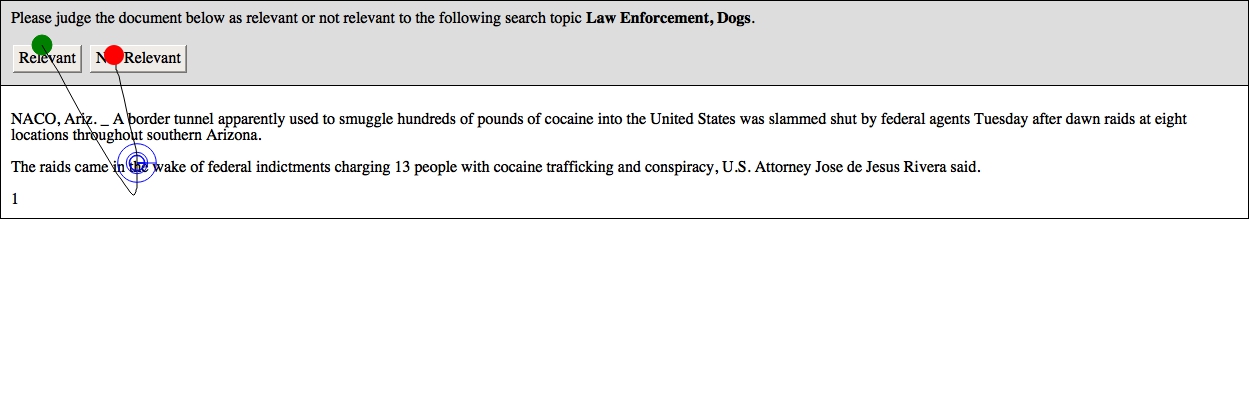 Please judge the document below as relevant or not relevant to the following search topic Law Enforcement, Dogs.
Relevant Not Relevant
NACO, Ariz. _ A border tunnel apparently used to smuggle hundreds of pounds of cocaine into the United States was slammed shut by federal agents Tuesday after dawn raids at eight
locations throughout southern Arizona.
The raids came in the wake of federal indictments charging 13 people with cocaine trafficking and conspiracy, U.S. Attorney Jose de Jesus Rivera said.
1